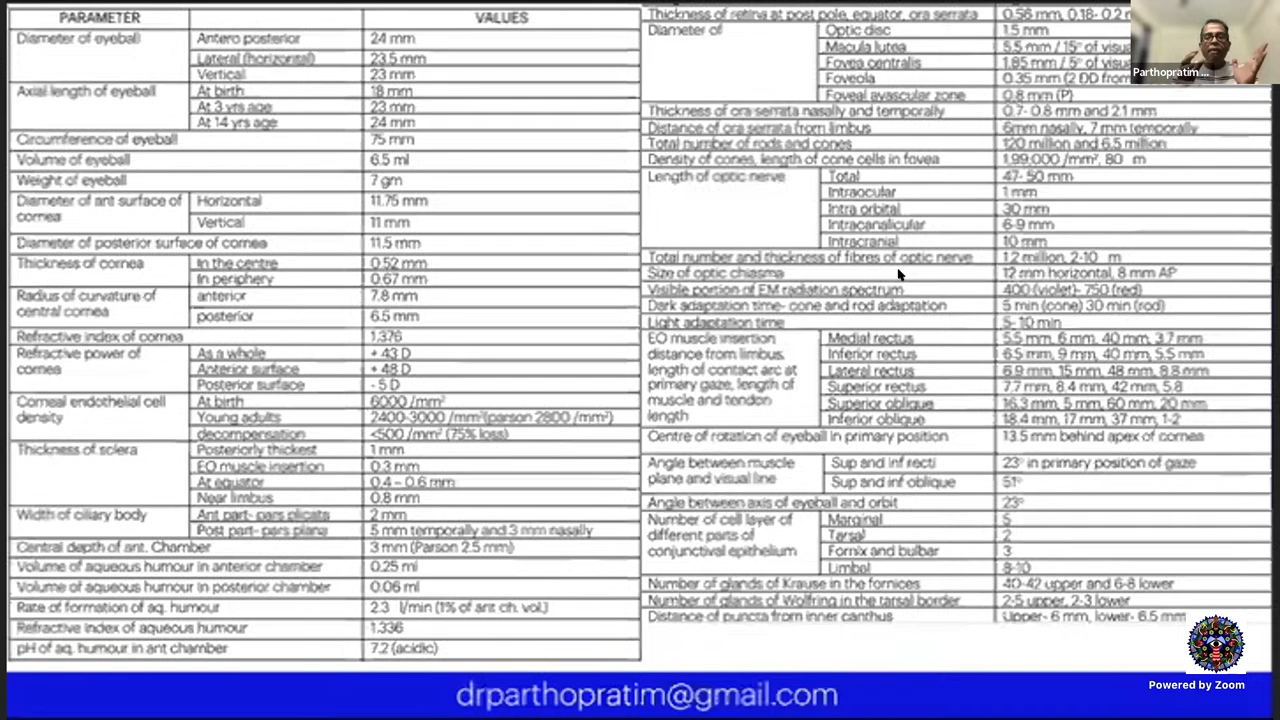 PARAMETER VALUES
Diameter of eyeball Antero posterior 24 mm
Lateral (horizontal) 23.5 mm
Vertical 23 mm
Axial length of eyeball At birth 18 mm
At 3 yrs age 23 mm
At 14 yrs age 24 mm
Circumference of eyeball 75 mm
Volume of eyeball 6.5 ml
Weight of eyeball 7 gm
Diameter of ant surface of Horizontal 11.75 mm
cornea Vertical 11 mm
Diameter of posterior surface of cornea 11.5 mm
Thickness of cornea In the centre 0.52 mm
In periphery 0.67 mm
Radius of curvature of anterior 7.8 mm
central cornea posterior 6.5 mm
Refractive index of cornea 1.376
Refractive power of As a whole + 43 D
cornea Anterior surface + 48 D
Posterior surface - 5 D
Corneal endothelial cell At birth 6000 /mm²
density Young adults 2400-3000 /mm²(parson 2800 /mm²)
decompensation <500 /mm² (75% loss)
Thickness of sclera Posteriorly thickest 1 mm
EO muscle insertion 0.3 mm
At equator 0.4 – 0.6 mm
Near limbus 0.8 mm
Width of ciliary body Ant part- pars plicata 2 mm
Post part- pars plana 5 mm temporally and 3 mm nasally
Central depth of ant. Chamber 3 mm (Parson 2.5 mm)
Volume of aqueous humour in anterior chamber 0.25 ml
Volume of aqueous humour in posterior chamber 0.06 ml
Rate of formation of aq. humour 2.3 l/min (1% of ant ch. vol.)
Refractive index of aqueous humour 1.336
pH of aq. humour in ant chamber 7.2 (acidic)
Thickness of retina at post pole, equator, ora serrata 0.56 mm, 0.18- 0.2
Diameter of Optic disc 1.5 mm
Macula lutea 5.5 mm / 15° of visu
Fovea centralis 1.85 mm / 5° of visu
Foveola 0.35 mm (2 DD from
Foveal avascular zone 0.8 mm (P)
Thickness of ora serrata nasally and temporally 0.7- 0.8 mm and 2.1 mm
Distance of ora serrata from limbus 6mm nasally, 7 mm temporally
Total number of rods and cones 120 million and 6.5 million
Density of cones, length of cone cells in fovea 1,99,000 /mm², 80 m
Length of optic nerve Total 47- 50 mm
Intraocular 1 mm
Intra orbital 30 mm
Intracanalicular 6-9 mm
Intracranial 10 mm
Total number and thickness of fibres of optic nerve 1.2 million, 2-10 m
Size of optic chiasma 12 mm horizontal, 8 mm AP
Visible portion of EM radiation spectrum 400 (violet)- 750 (red)
Dark adaptation time- cone and rod adaptation 5 min (cone) 30 min (rod)
Light adaptation time 5- 10 min
EO muscle insertion Medial rectus 5.5 mm, 6 mm, 40 mm, 3.7 mm
distance from limbus, Inferior rectus 6.5 mm, 9 mm, 40 mm, 5.5 mm
length of contact arc at Lateral rectus 6.9 mm, 15 mm, 48 mm, 8.8 mm
primary gaze, length of Superior rectus 7.7 mm, 8.4 mm, 42 mm, 5.8
muscle and tendon Superior oblique 16.3 mm, 5 mm, 60 mm, 20 mm
length Inferior oblique 18.4 mm, 17 mm, 37 mm, 1-2
Centre of rotation of eyeball in primary position 13.5 mm behind apex of cornea
Angle between muscle Sup and inf recti 23° in primary position of gaze
plane and visual line Sup and inf oblique 51°
Angle between axis of eyeball and orbit 23°
Number of cell layer of Marginal 5
different parts of Tarsal 2
conjunctival epithelium Fornix and bulbar 3
Limbal 8-10
Number of glands of Krause in the fornices 40-42 upper and 6-8 lower
Number of glands of Wolfring in the tarsal border 2-5 upper, 2-3 lower
Distance of puncta from inner canthus Upper- 6 mm, lower- 6.5 mm
Parthopratim ...
Powered by Zoom
drparthopratim@gmail.com